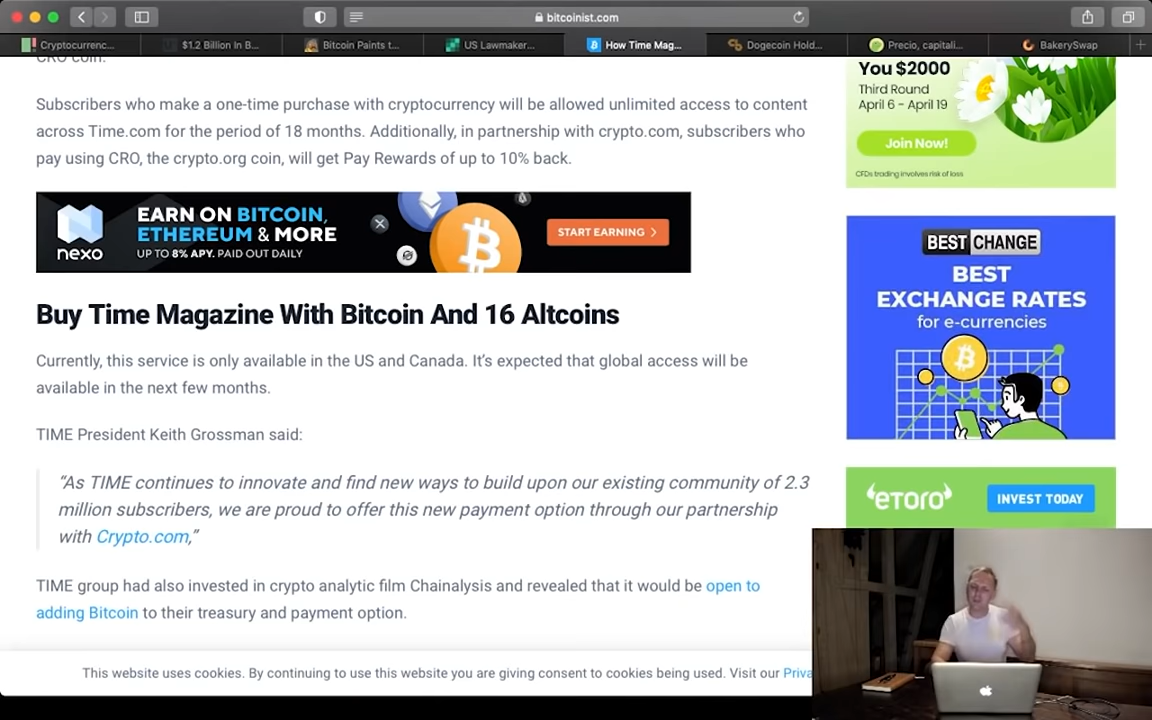 bitcoinist.com
Cryptocurrenc...
$1.2 Billion In B...
Bitcoin Paints t...
US Lawmaker...
How Time Mag...
Dogecoin Hold...
Precio, capitali...
BakerySwap
CRO coin.
Subscribers who make a one-time purchase with cryptocurrency will be allowed unlimited access to content
across Time.com for the period of 18 months. Additionally, in partnership with crypto.com, subscribers who
pay using CRO, the crypto.org coin, will get Pay Rewards of up to 10% back.
nexo
EARN ON BITCOIN,
ETHEREUM & MORE
UP TO 8% APY. PAID OUT DAILY
START EARNING >
Buy Time Magazine With Bitcoin And 16 Altcoins
Currently, this service is only available in the US and Canada. It’s expected that global access will be
available in the next few months.
TIME President Keith Grossman said:
“As TIME continues to innovate and find new ways to build upon our existing community of 2.3
million subscribers, we are proud to offer this new payment option through our partnership
with Crypto.com,”
TIME group had also invested in crypto analytic film Chainalysis and revealed that it would be open to
adding Bitcoin to their treasury and payment option.
You $2000
Third Round
April 6 – April 19
Join Now!
CFDs trading involves risk of loss
BEST CHANGE
BEST
EXCHANGE RATES
for e-currencies
eToro
INVEST TODAY
This website uses cookies. By continuing to use this website you are giving consent to cookies being used. Visit our Priva